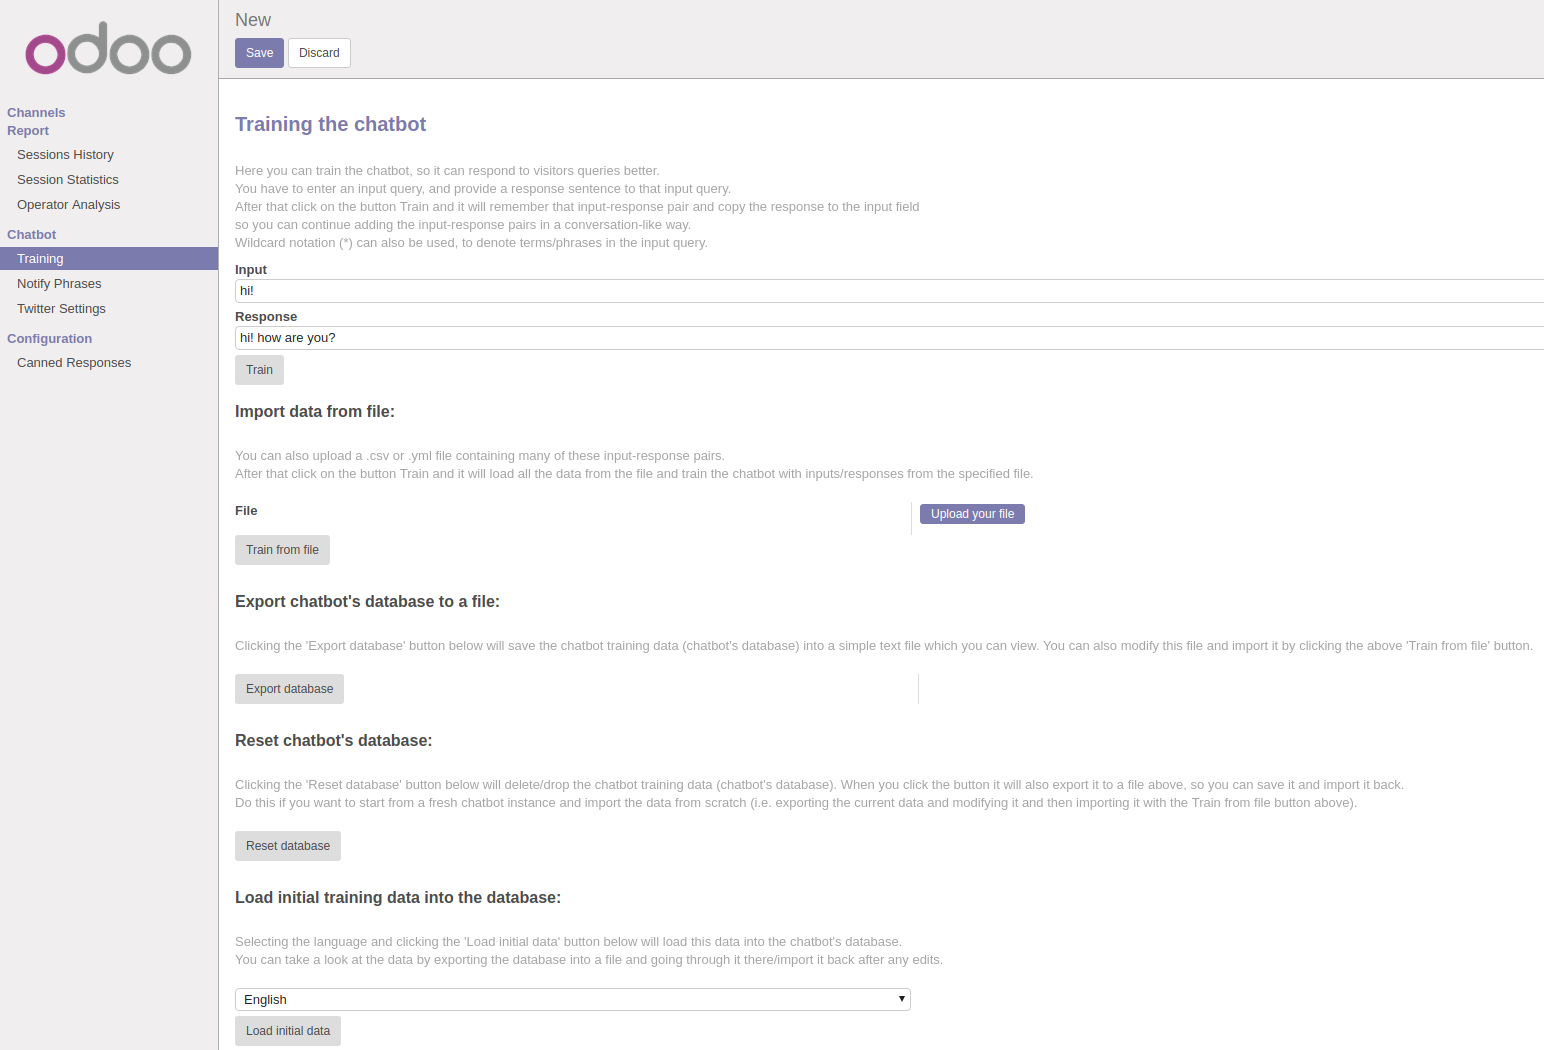 odoo
Channels
Report
Sessions History
Session Statistics
Operator Analysis
Chatbot
Training
Notify Phrases
Twitter Settings
Configuration
Canned Responses
New
Save
Discard
Training the chatbot
Here you can train the chatbot, so it can respond to visitors queries better.
You have to enter an input query, and provide a response sentence to that input query.
After that click on the button Train and it will remember that input-response pair and copy the response to the input field
so you can continue adding the input-response pairs in a conversation-like way.
Wildcard notation (*) can also be used, to denote terms/phrases in the input query.
Input
hi!
Response
hi! how are you?
Train
Import data from file:
You can also upload a .csv or .yml file containing many of these input-response pairs.
After that click on the button Train and it will load all the data from the file and train the chatbot with inputs/responses from the specified file.
File
Upload your file
Train from file
Export chatbot's database to a file:
Clicking the 'Export database' button below will save the chatbot training data (chatbot's database) into a simple text file which you can view. You can also modify this file and import it by clicking the above 'Train from file' button.
Export database
Reset chatbot's database:
Clicking the 'Reset database' button below will delete/drop the chatbot training data (chatbot's database). When you click the button it will also export it to a file above, so you can save it and import it back.
Do this if you want to start from a fresh chatbot instance and import the data from scratch (i.e. exporting the current data and modifying it and then importing it with the Train from file button above).
Reset database
Load initial training data into the database:
Selecting the language and clicking the 'Load initial data' button below will load this data into the chatbot's database.
You can take a look at the data by exporting the database into a file and going through it there/import it back after any edits.
English
Load initial data